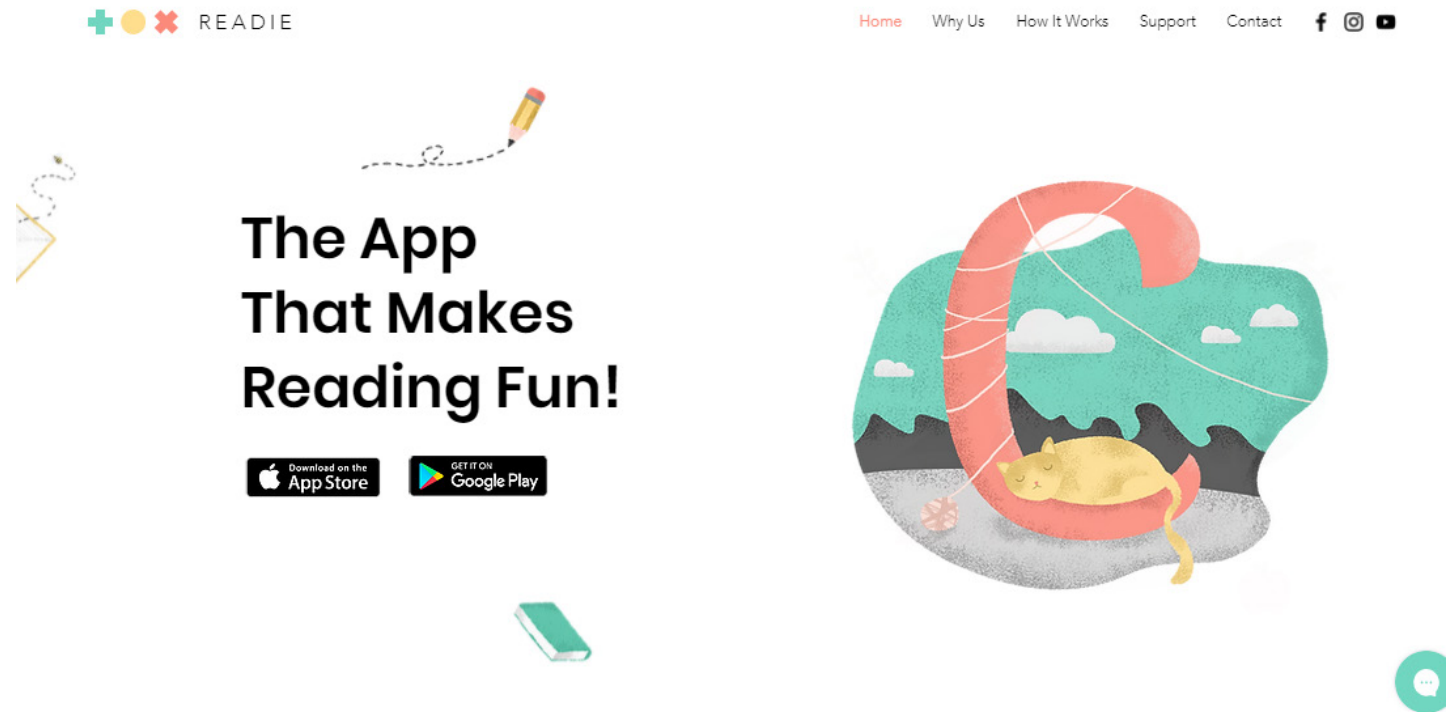 READIE
Home Why Us How It Works Support Contact
The App
That Makes
Reading Fun!
Download on the
App Store
GET IT ON
Google Play
C